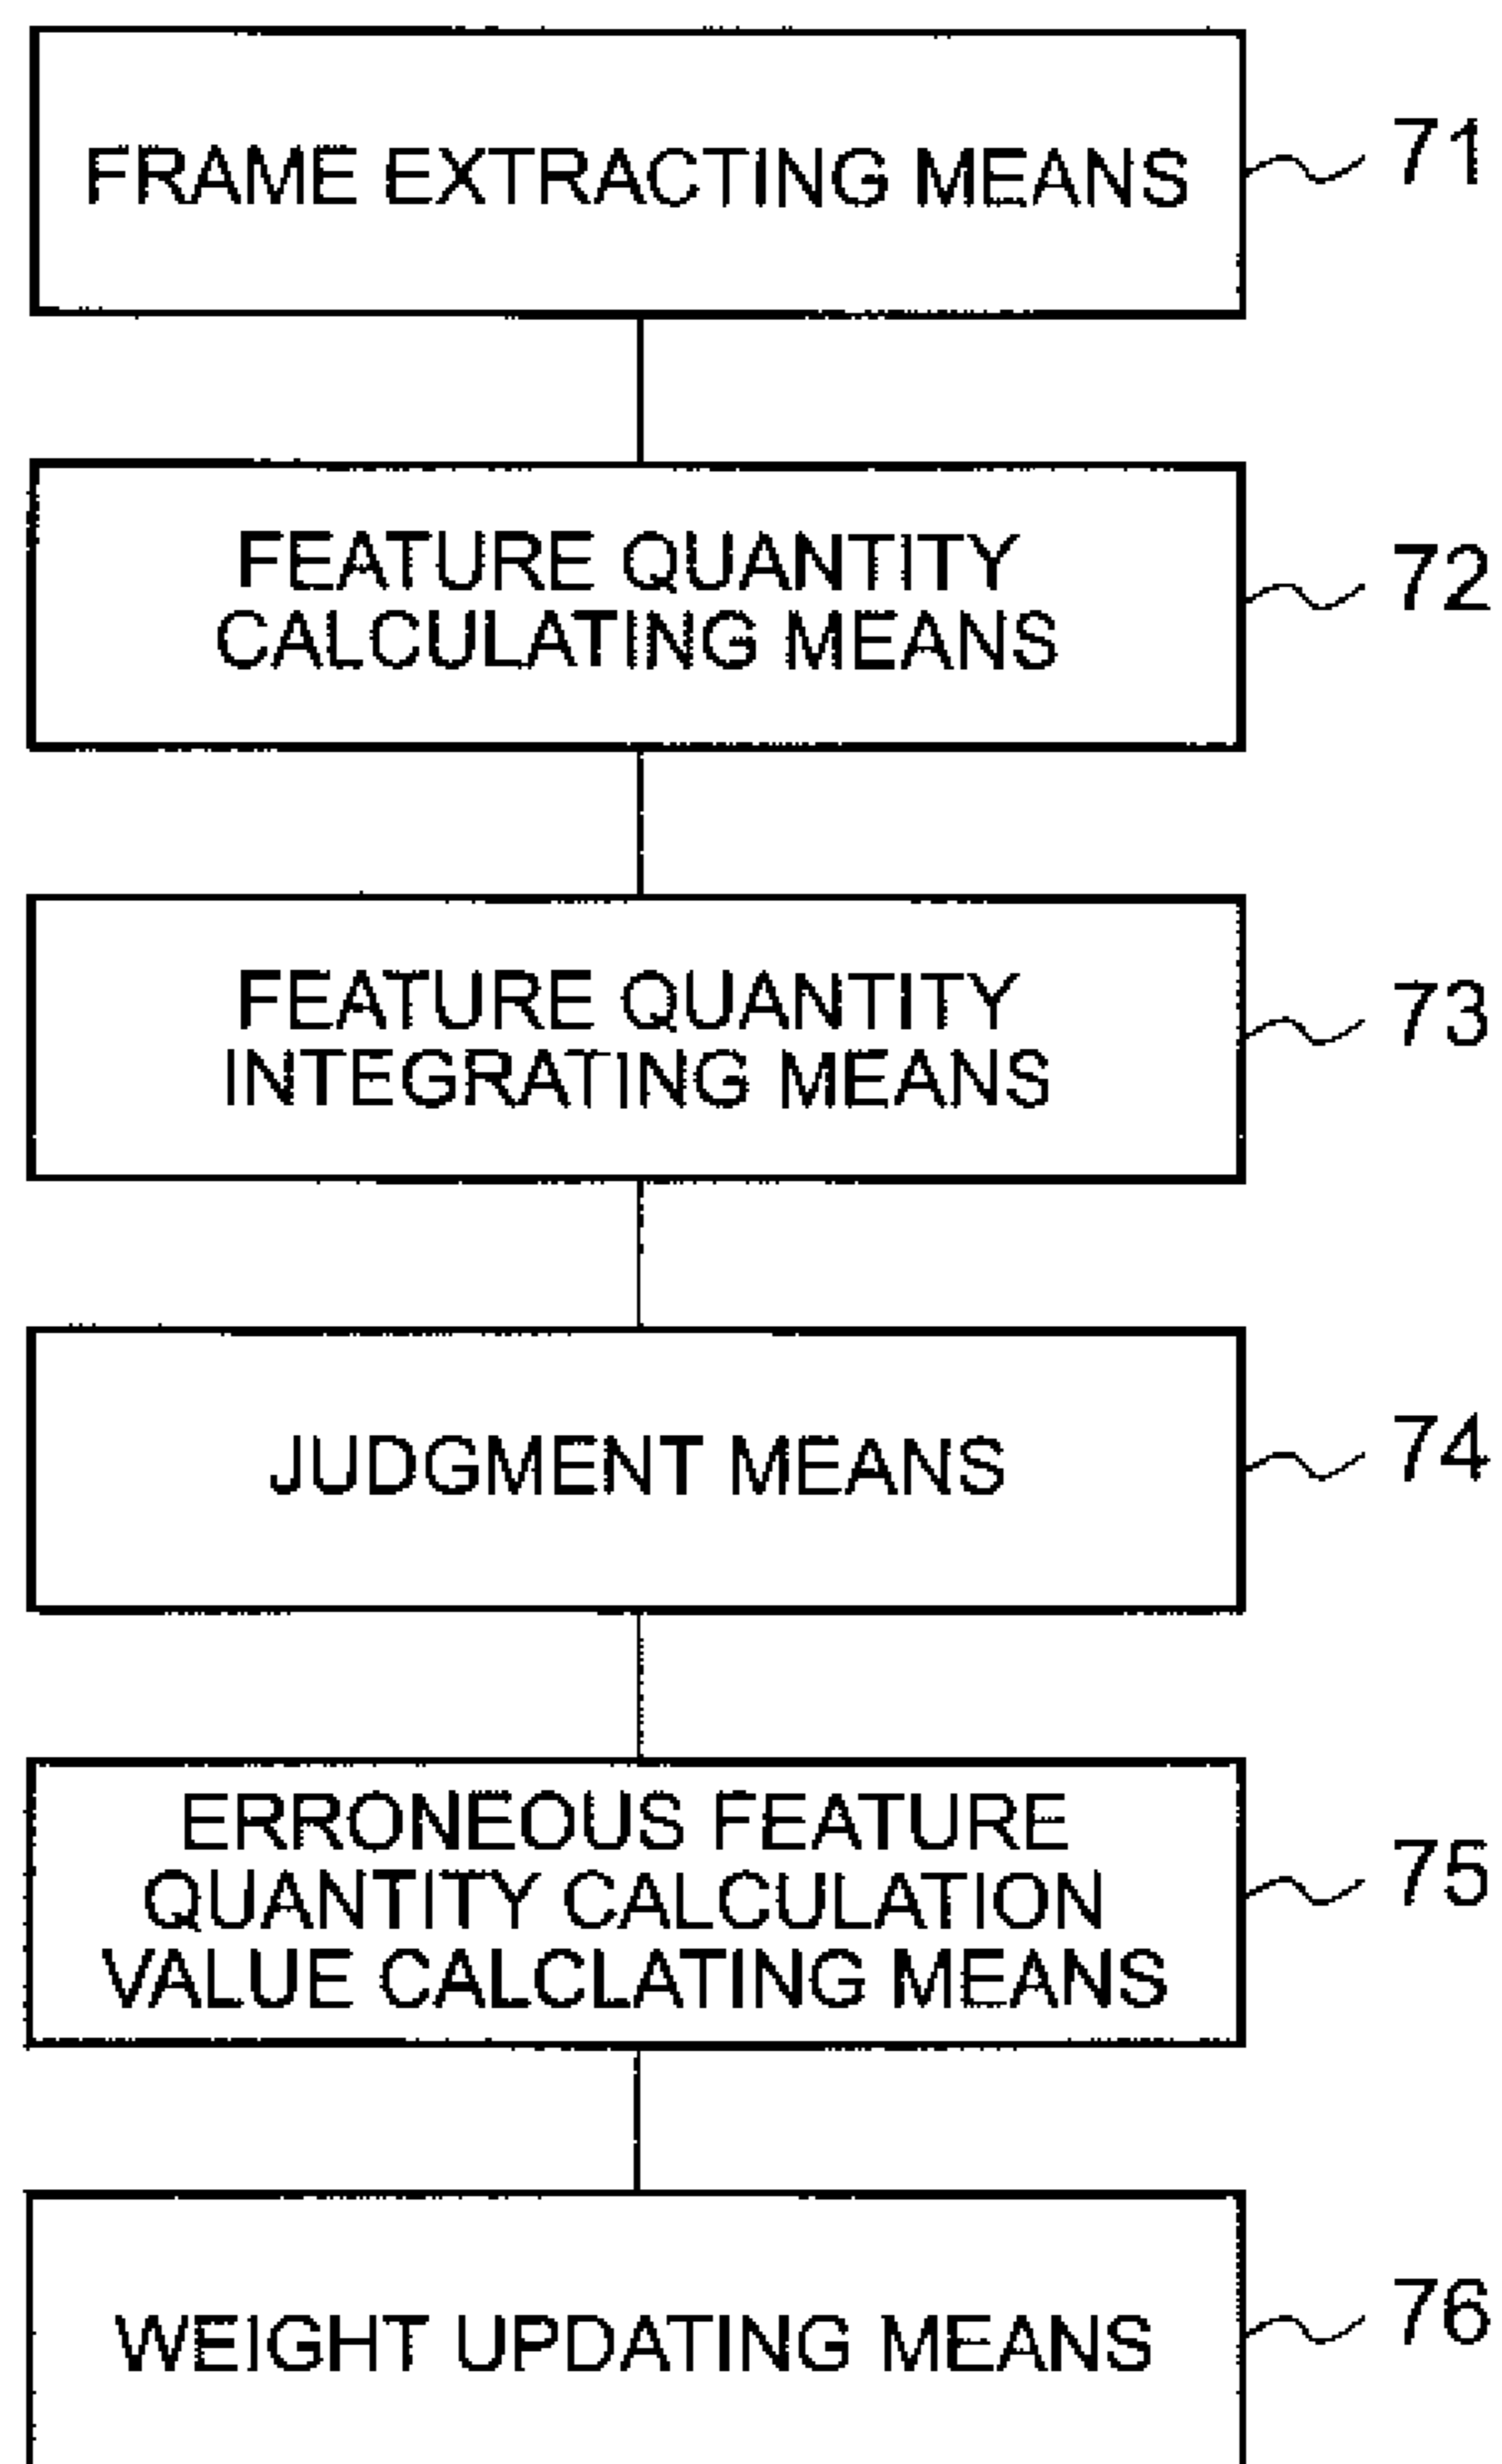 FRAME EXTRACTING MEANS
71
FEATURE QUANTITY
CALCULATING MEANS
72
FEATURE QUANTITY
INTEGRATING MEANS
73
JUDGMENT MEANS
74
ERRONEOUS FEATURE
QUANTITY CALCULATION
VALUE CALCLATING MEANS
75
WEIGHT UPDATING MEANS
76